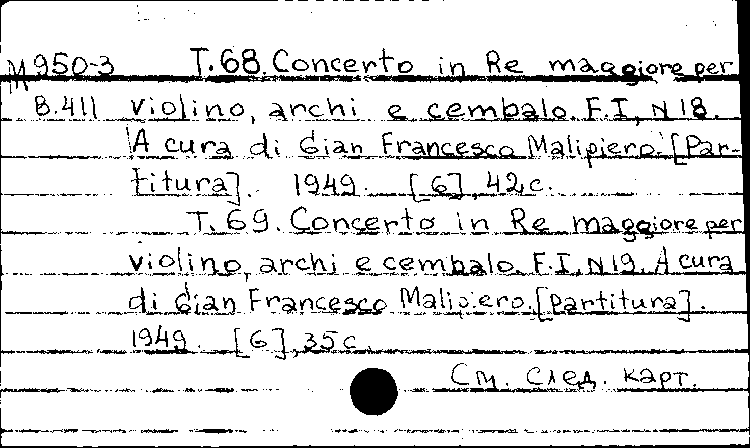 М950-3 Т.68. Concerto in Re maggiore per
В.411 violino, archi e cembalo. F.I, N 18.
A cura di Gian Francesco Malipiero. [Par-
titura]. 1949. [6], 42 с.
Т.69. Concerto in Re maggiore per
violino, archi e cembalo. F.I, N 19. A cura
di Gian Francesco Malipiero. [Partitura].
1949. [6], 35 с.
См. след. карт.